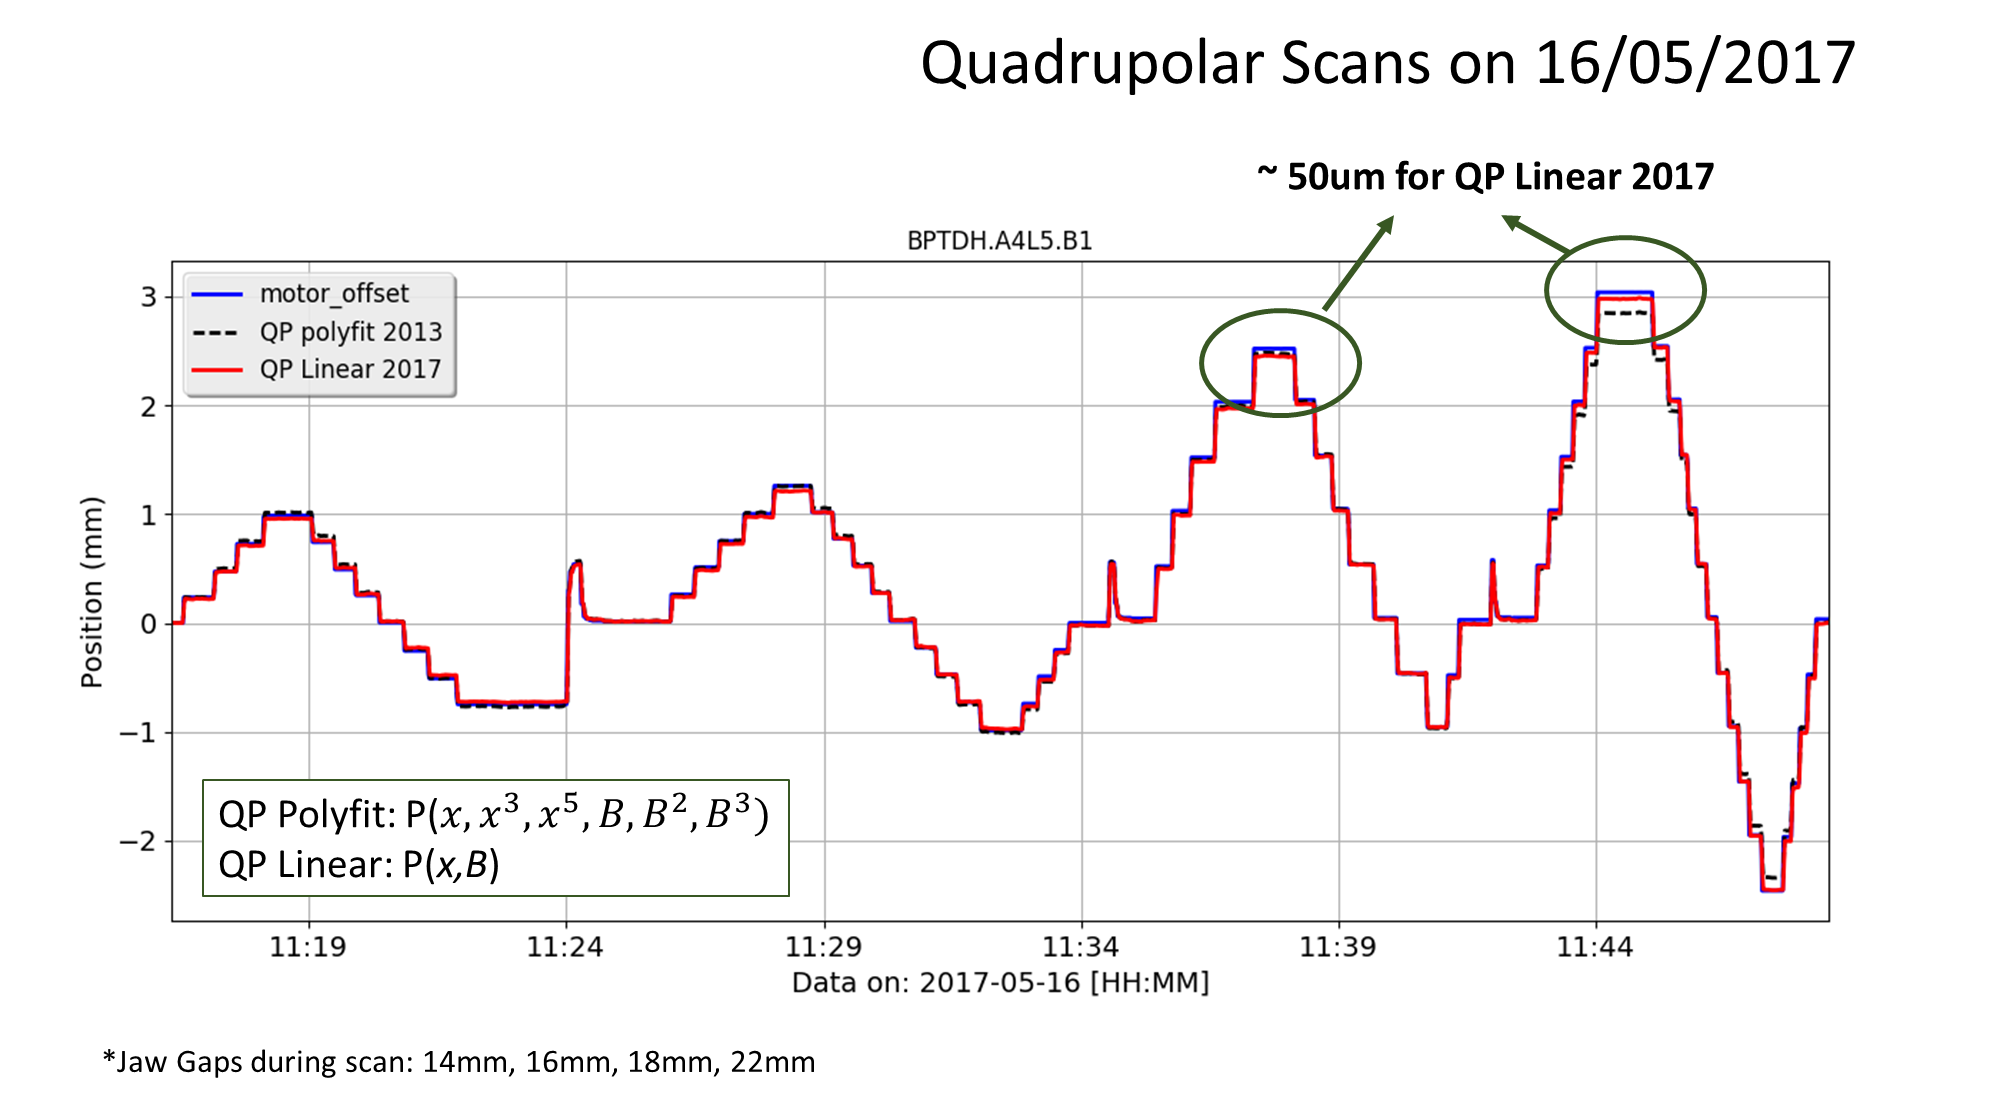 Quadrupolar Scans on 16/05/2017
~ 50um for QP Linear 2017
BPTDH.A4L5.B1
motor_offset
QP polyfit 2013
QP Linear 2017
Position (mm)
3
2
1
0
−1
−2
QP Polyfit: P(x, x³, x⁵, B, B², B³)
QP Linear: P(x,B)
11:19 11:24 11:29 11:34 11:39 11:44
Data on: 2017-05-16 [HH:MM]
*Jaw Gaps during scan: 14mm, 16mm, 18mm, 22mm